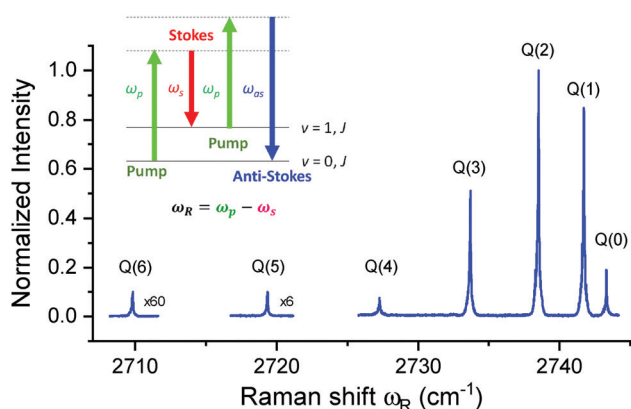 Stokes
ωp ωs ωp ωas
v = 1, J
Pump
v = 0, J
Pump
Anti-Stokes
ωR = ωp − ωs
Q(2)
Q(1)
Q(3)
Q(0)
Q(6)
Q(5)
Q(4)
x60
x6
Normalized Intensity
1.0
0.8
0.6
0.4
0.2
0.0
2710 2720 2730 2740
Raman shift ωR (cm⁻¹)